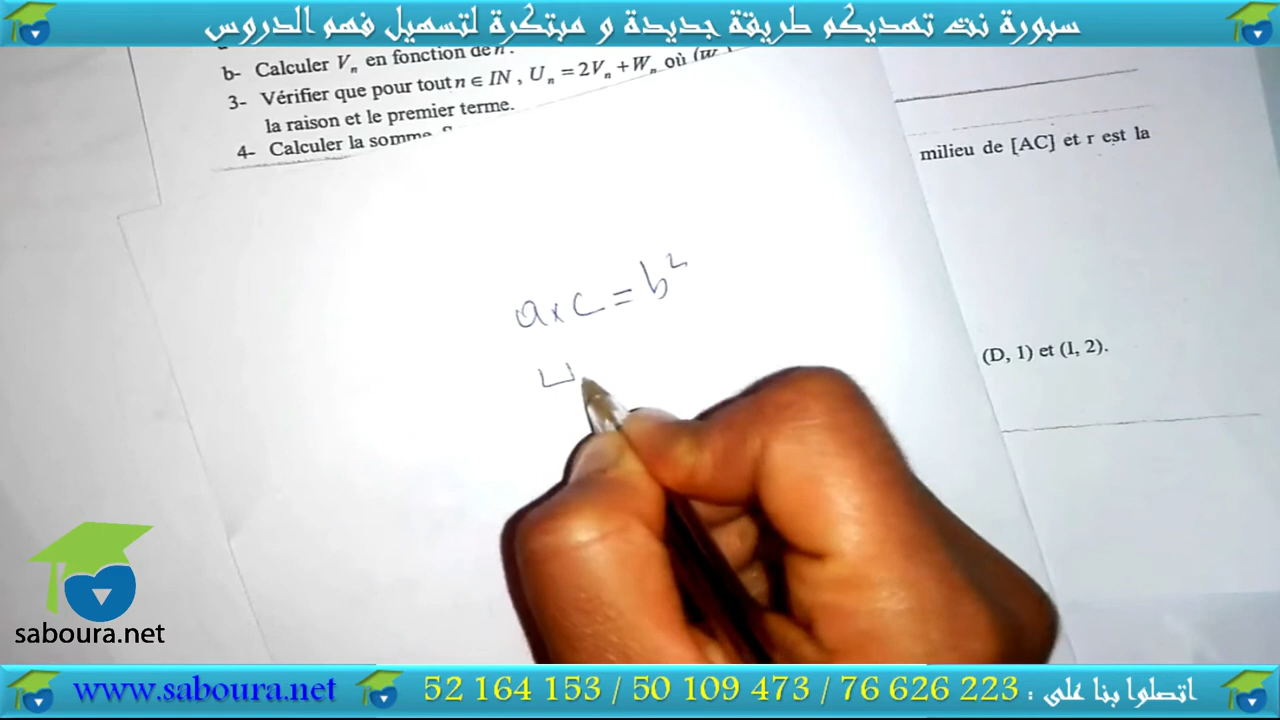 سبورة نت تهديكم طريقة جديدة و مبتكرة لتسهيل فهم الدروس
b- Calculer Vₙ en fonction de n .
3- Vérifier que pour tout n ∈ IN , Uₙ = 2Vₙ + Wₙ où (w
la raison et le premier terme.
4- Calculer la somme
milieu de [AC] et r est la
(D, 1) et (I, 2).
a x c = b²
saboura.net
www.saboura.net
52 164 153 / 50 109 473 / 76 626 223 : اتصلوا بنا على